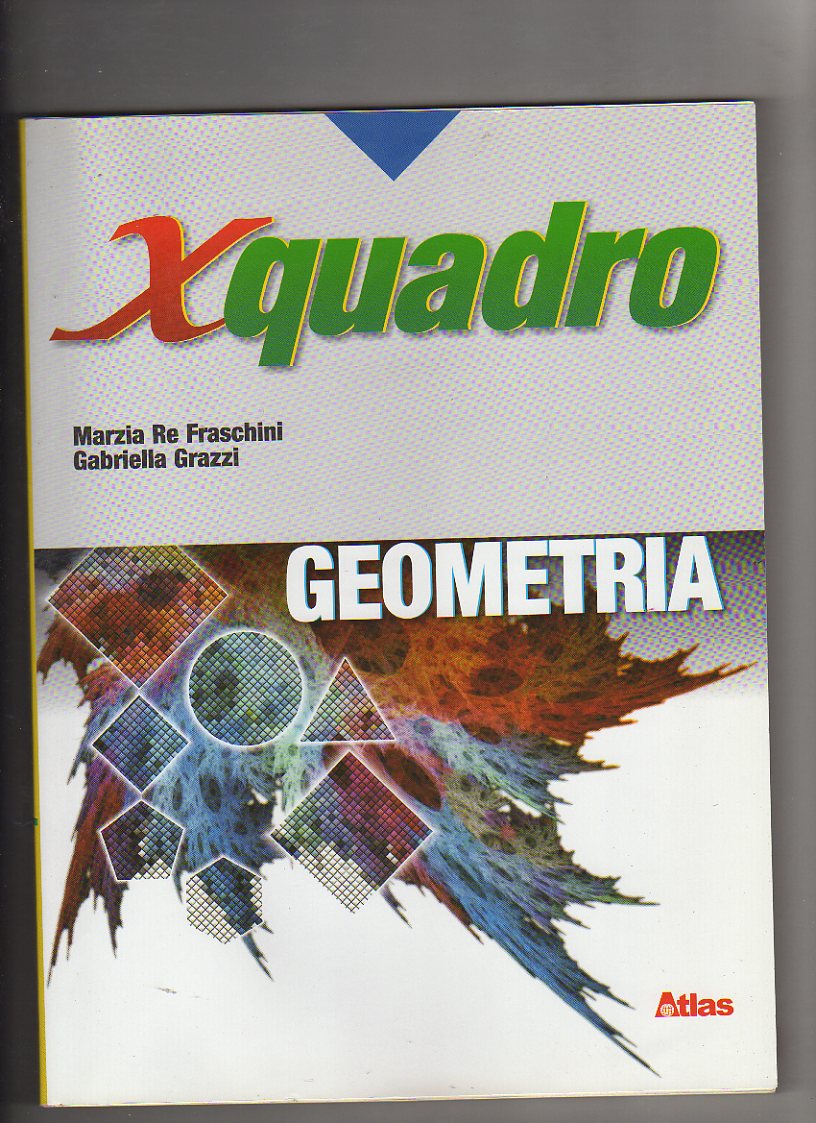 xquadro
Marzia Re Fraschini
Gabriella Grazzi
GEOMETRIA
Atlas